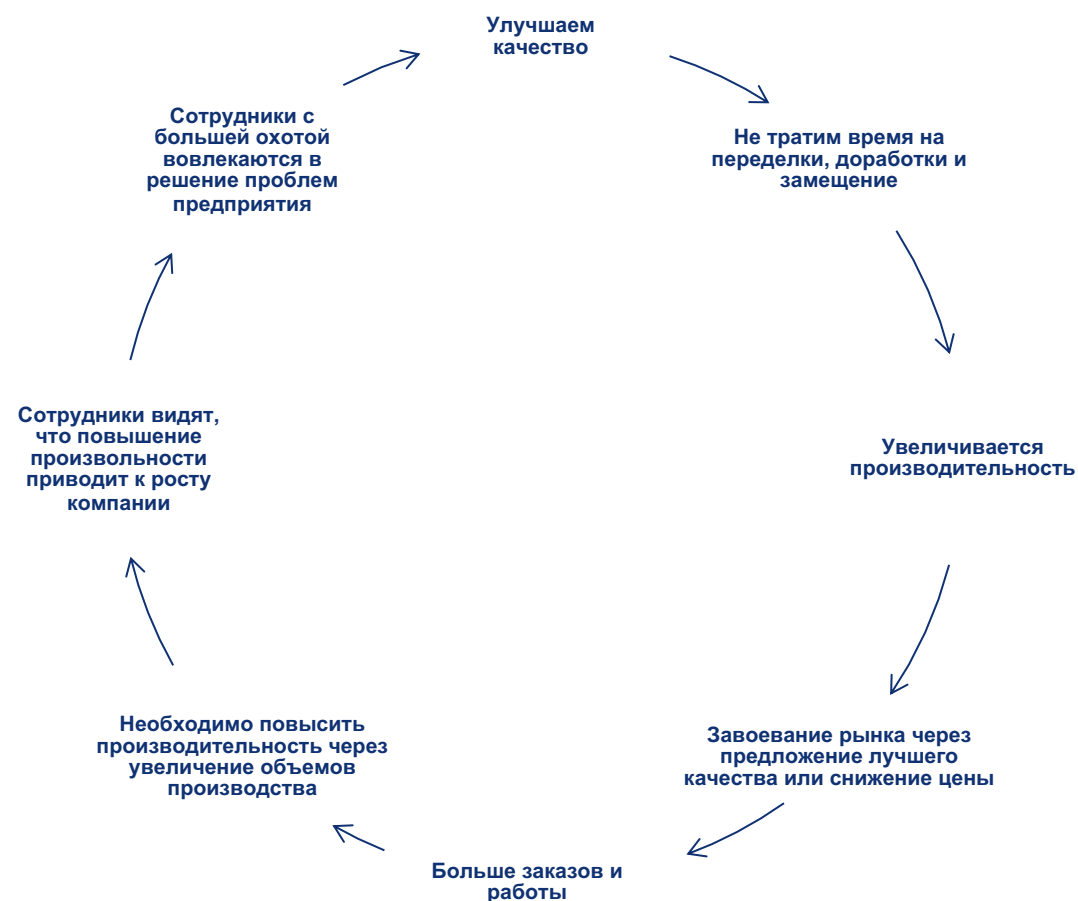 Улучшаем
качество
Не тратим время на
переделки, доработки и
замещение
Увеличивается
производительность
Завоевание рынка через
предложение лучшего
качества или снижение цены
Больше заказов и
работы
Необходимо повысить
производительность через
увеличение объемов
производства
Сотрудники видят,
что повышение
произвольности
приводит к росту
компании
Сотрудники с
большей охотой
вовлекаются в
решение проблем
предприятия